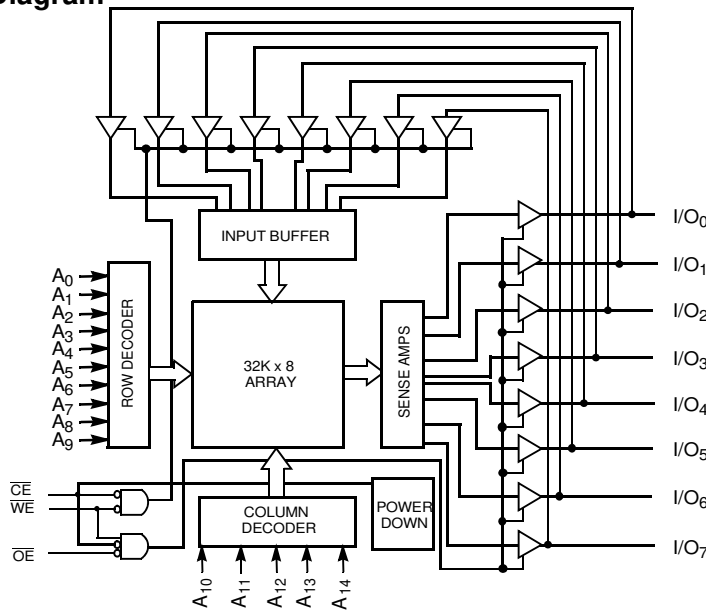 Diagram
INPUT BUFFER
I/O0
I/O1
I/O2
I/O3
I/O4
I/O5
I/O6
I/O7
A0
A1
A2
A3
A4
A5
A6
A7
A8
A9
ROW DECODER
32K x 8
ARRAY
SENSE AMPS
CE
WE
OE
COLUMN
DECODER
POWER
DOWN
A10
A11
A12
A13
A14